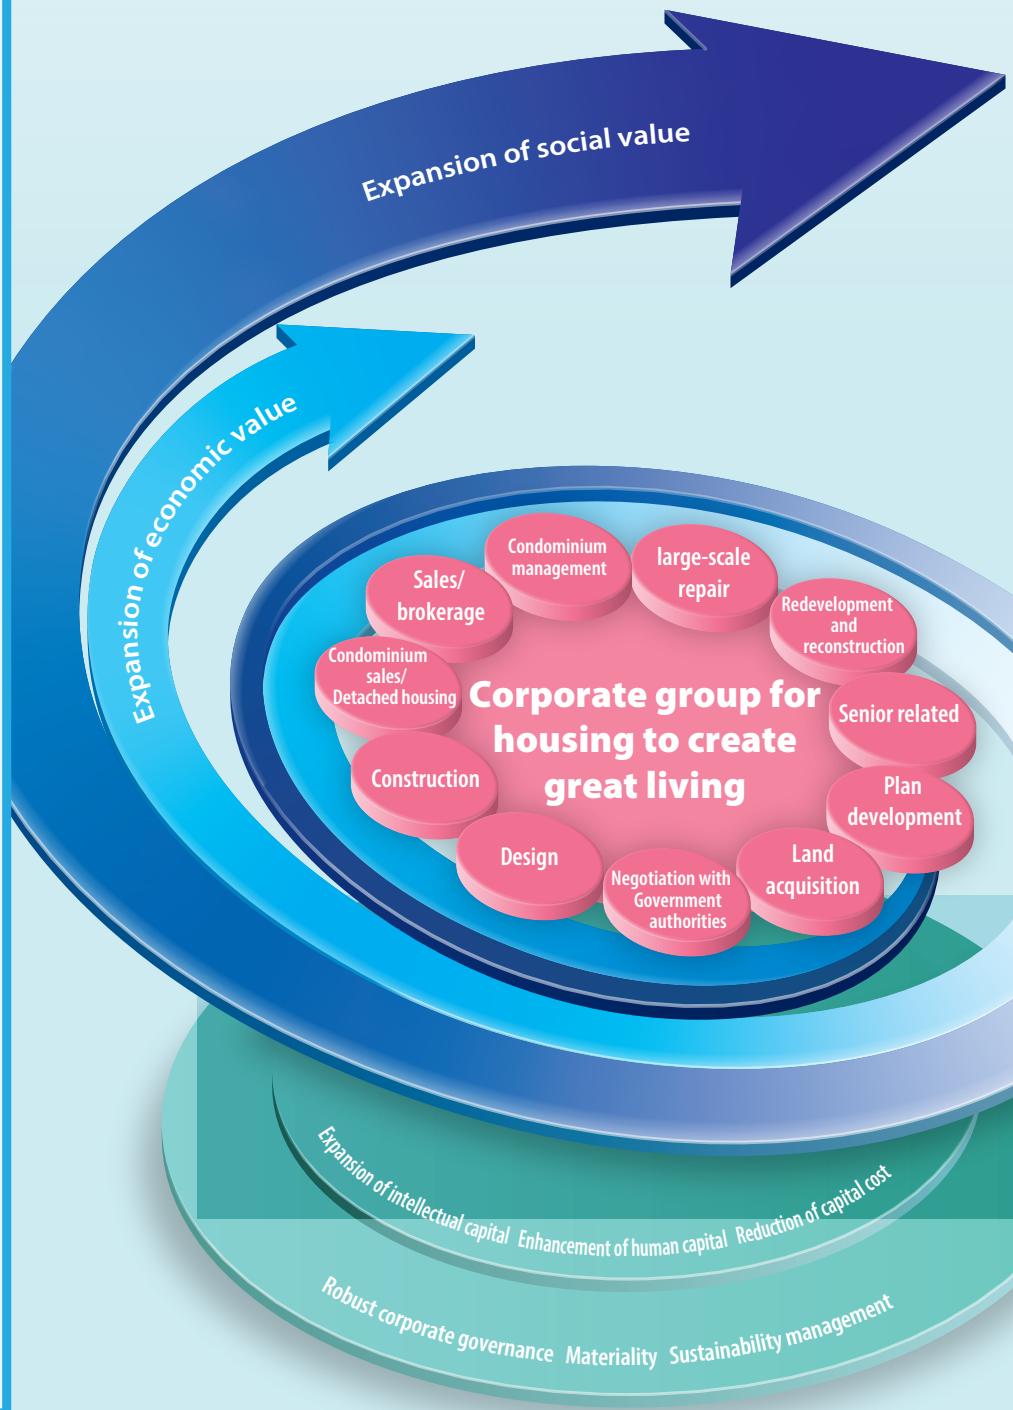 Expansion of social value
Expansion of economic value
Condominium
management
large-scale
repair
Sales/
brokerage
Redevelopment
and
reconstruction
Condominium
sales/
Detached housing
Corporate group for
housing to create
great living
Senior related
Construction
Plan
development
Design
Land
acquisition
Negotiation with
Government
authorities
Expansion of intellectual capital Enhancement of human capital Reduction of capital cost
Robust corporate governance Materiality Sustainability management